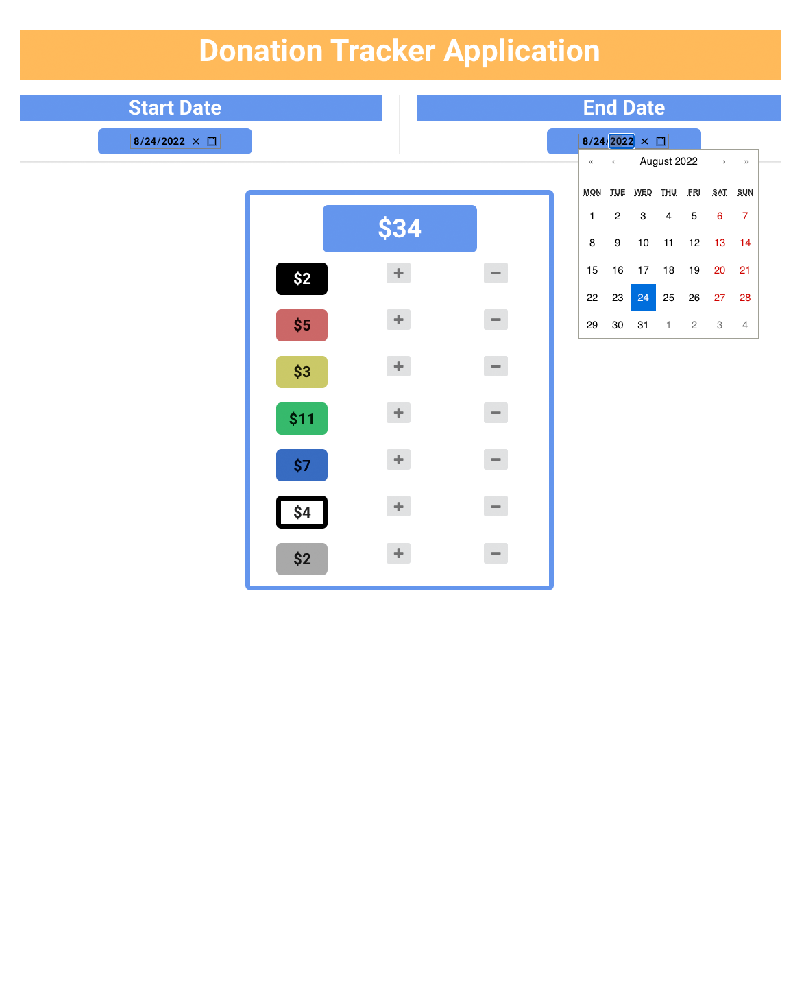 Donation Tracker Application
Start Date
End Date
8/24/2022 ×
8/24/2022 ×
« ‹ August 2022 › »
MON TUE WED THU FRI SAT SUN
1 2 3 4 5 6 7
8 9 10 11 12 13 14
15 16 17 18 19 20 21
22 23 24 25 26 27 28
29 30 31 1 2 3 4
$34
$2 + −
$5 + −
$3 + −
$11 + −
$7 + −
$4 + −
$2 + −